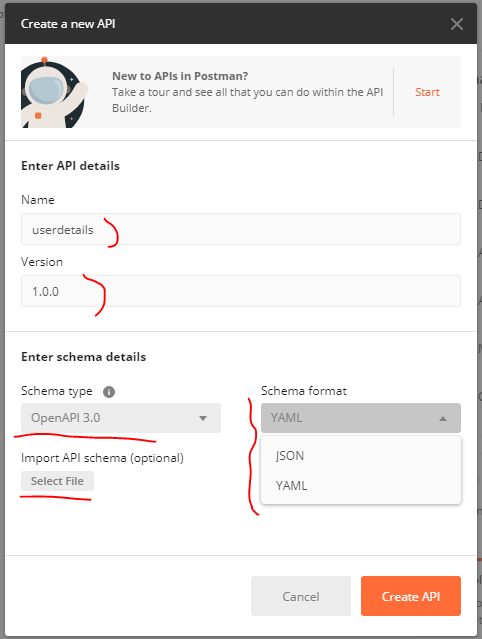 Create a new API
New to APIs in Postman?
Take a tour and see all that you can do within the API
Builder.
Start
Enter API details
Name
userdetails
Version
1.0.0
Enter schema details
Schema type
Schema format
OpenAPI 3.0
YAML
JSON
YAML
Import API schema (optional)
Select File
Cancel
Create API